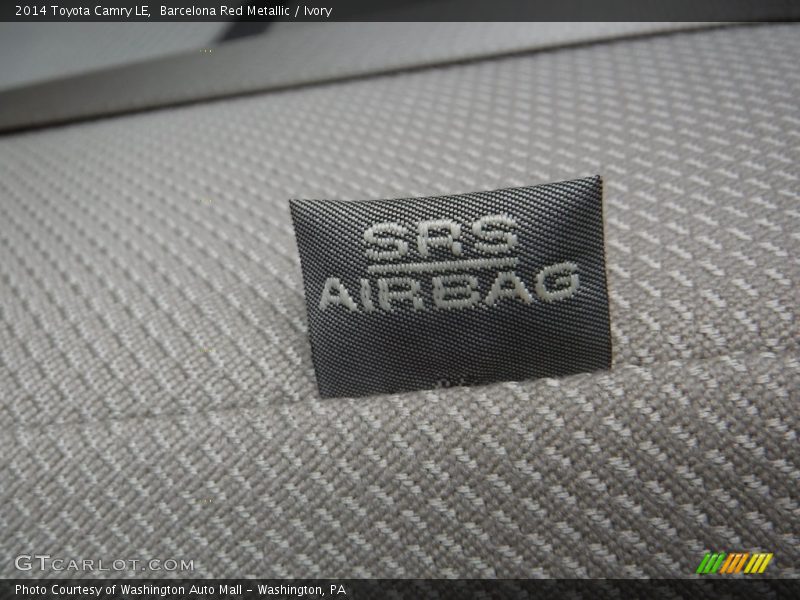 2014 Toyota Camry LE, Barcelona Red Metallic / Ivory
SRS
AIRBAG
GTCARLOT.COM
Photo Courtesy of Washington Auto Mall - Washington, PA